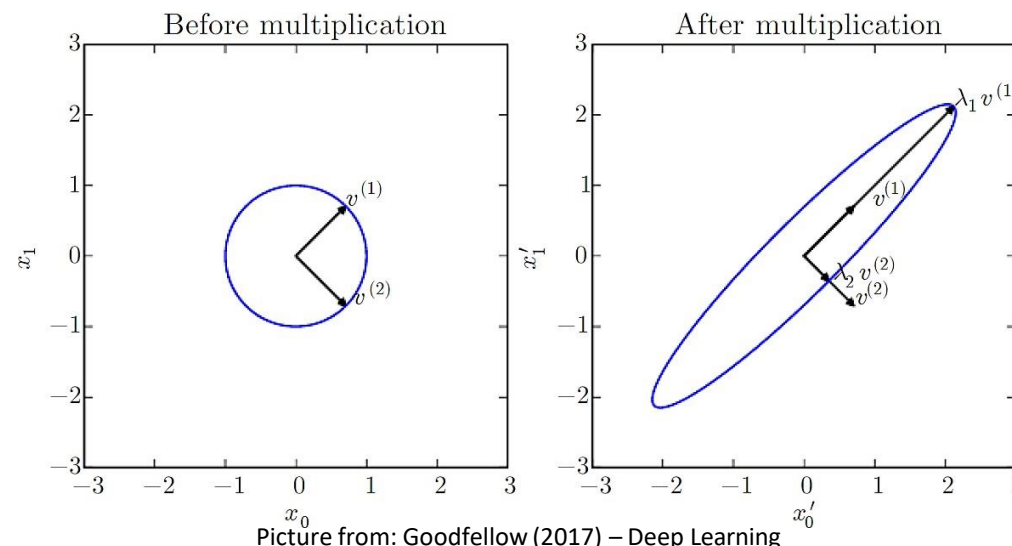 Before multiplication
3
2
1
0
−1
−2
−3
x₁
v⁽¹⁾
v⁽²⁾
−3 −2 −1 0 1 2 3
x₀
After multiplication
3
2
1
0
−1
−2
−3
x₁′
λ₁ v⁽¹
v⁽¹⁾
λ₂ v⁽²⁾
v⁽²⁾
−3 −2 −1 0 1 2
x₀′
Picture from: Goodfellow (2017) – Deep Learning